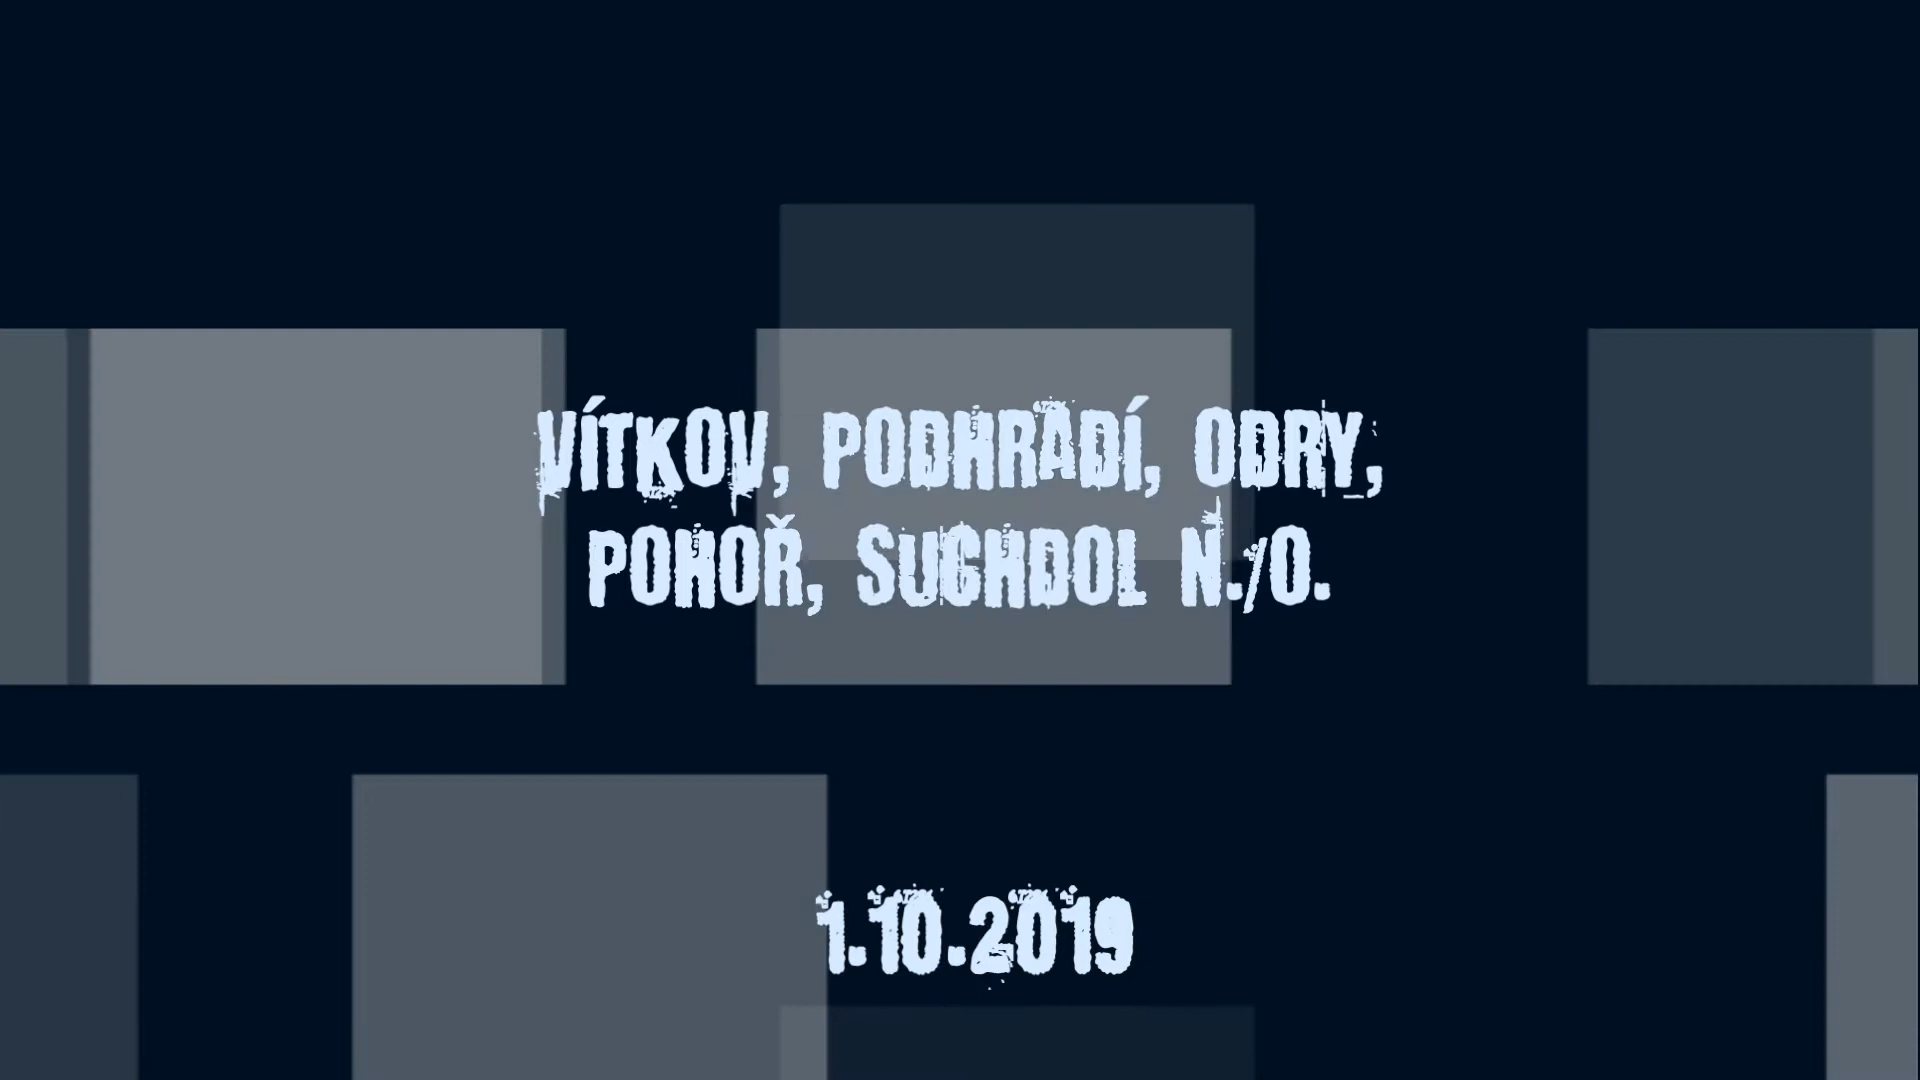 VÍTKOV, PODHRADÍ, ODRY,
POHOŘ, SUCHDOL N./O.
1.10.2019